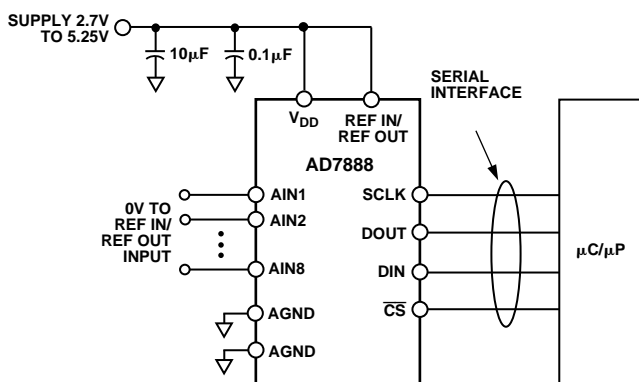 SUPPLY 2.7V
TO 5.25V
10μF
0.1μF
SERIAL
INTERFACE
VDD
REF IN/
REF OUT
AD7888
0V TO
REF IN/
REF OUT
INPUT
AIN1
AIN2
AIN8
AGND
AGND
SCLK
DOUT
DIN
C̅S̅
μC/μP